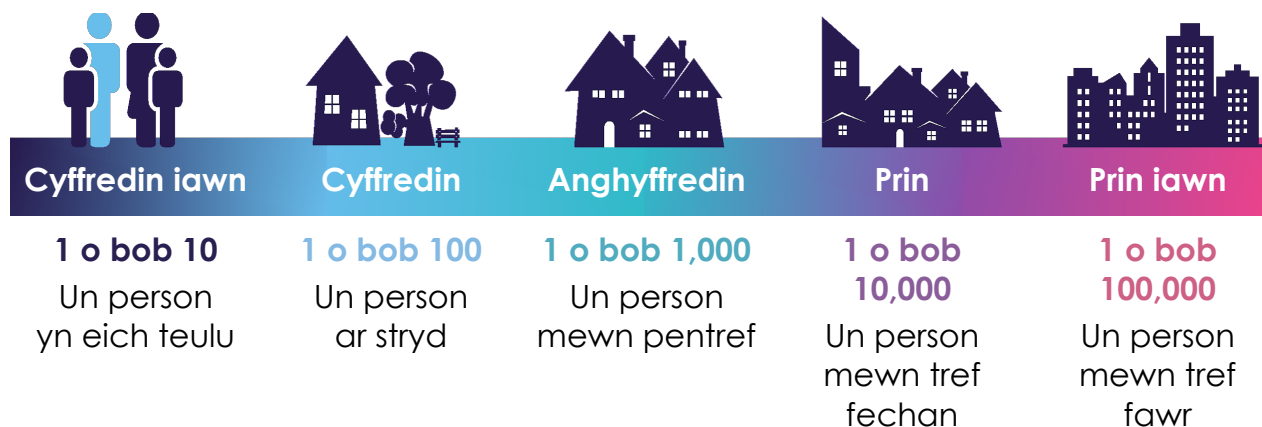 Cyffredin iawn
1 o bob 10
Un person
yn eich teulu
Cyffredin
1 o bob 100
Un person
ar stryd
Anghyffredin
1 o bob 1,000
Un person
mewn pentref
Prin
1 o bob
10,000
Un person
mewn tref
fechan
Prin iawn
1 o bob
100,000
Un person
mewn tref
fawr